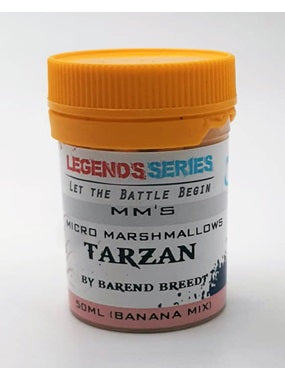 LEGENDS SERIES
LET THE BATTLE BEGIN
MM'S
MICRO MARSHMALLOWS
TARZAN
BY BAREND BREEDT
50ML (BANANA MIX)